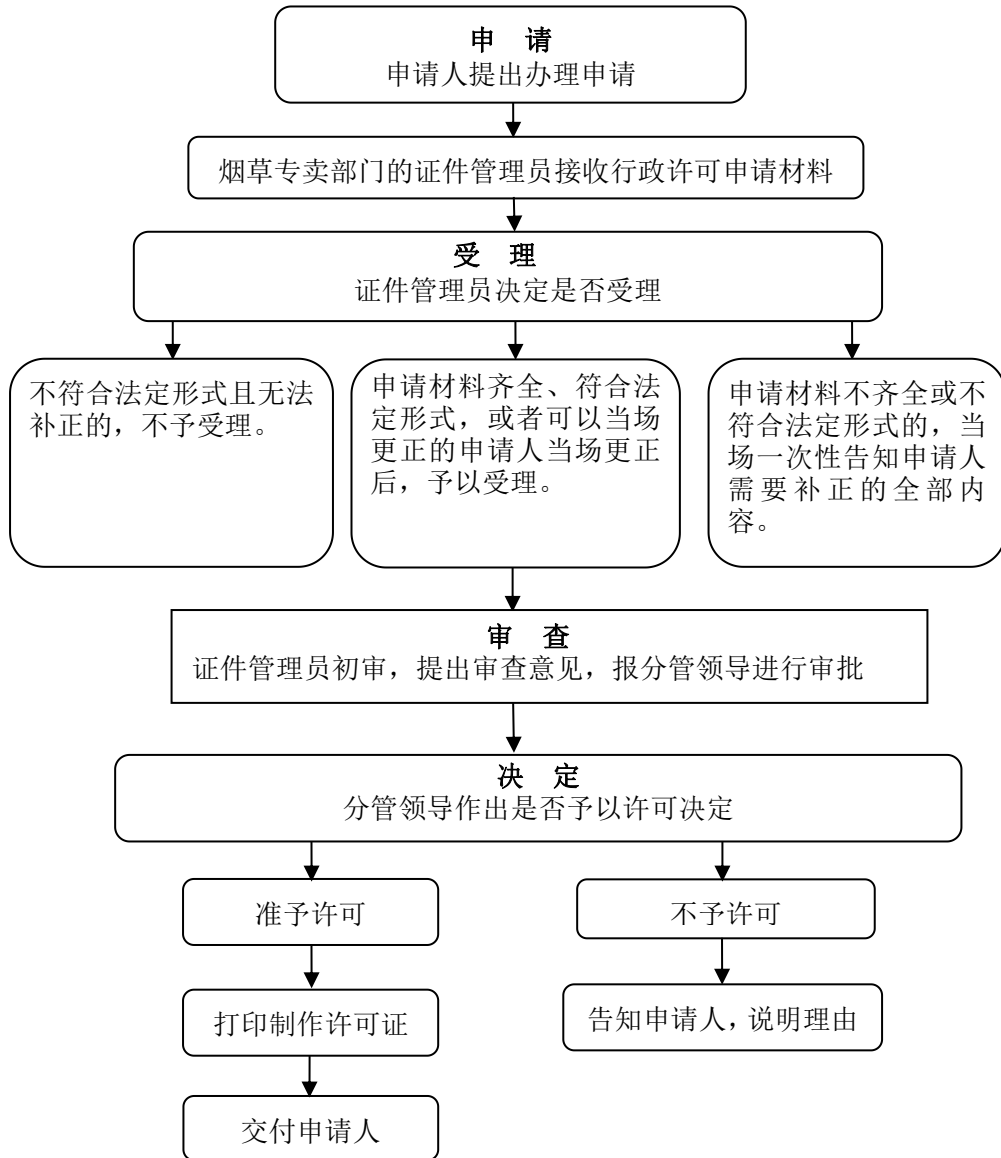 申 请
申请人提出办理申请
烟草专卖部门的证件管理员接收行政许可申请材料
受 理
证件管理员决定是否受理
不符合法定形式且无法
补正的，不予受理。
申请材料齐全、符合法
定形式，或者可以当场
更正的申请人当场更正
后，予以受理。
申请材料不齐全或不
符合法定形式的，当
场一次性告知申请人
需要补正的全部内
容。
审 查
证件管理员初审，提出审查意见，报分管领导进行审批
决 定
分管领导作出是否予以许可决定
准予许可
不予许可
打印制作许可证
告知申请人，说明理由
交付申请人